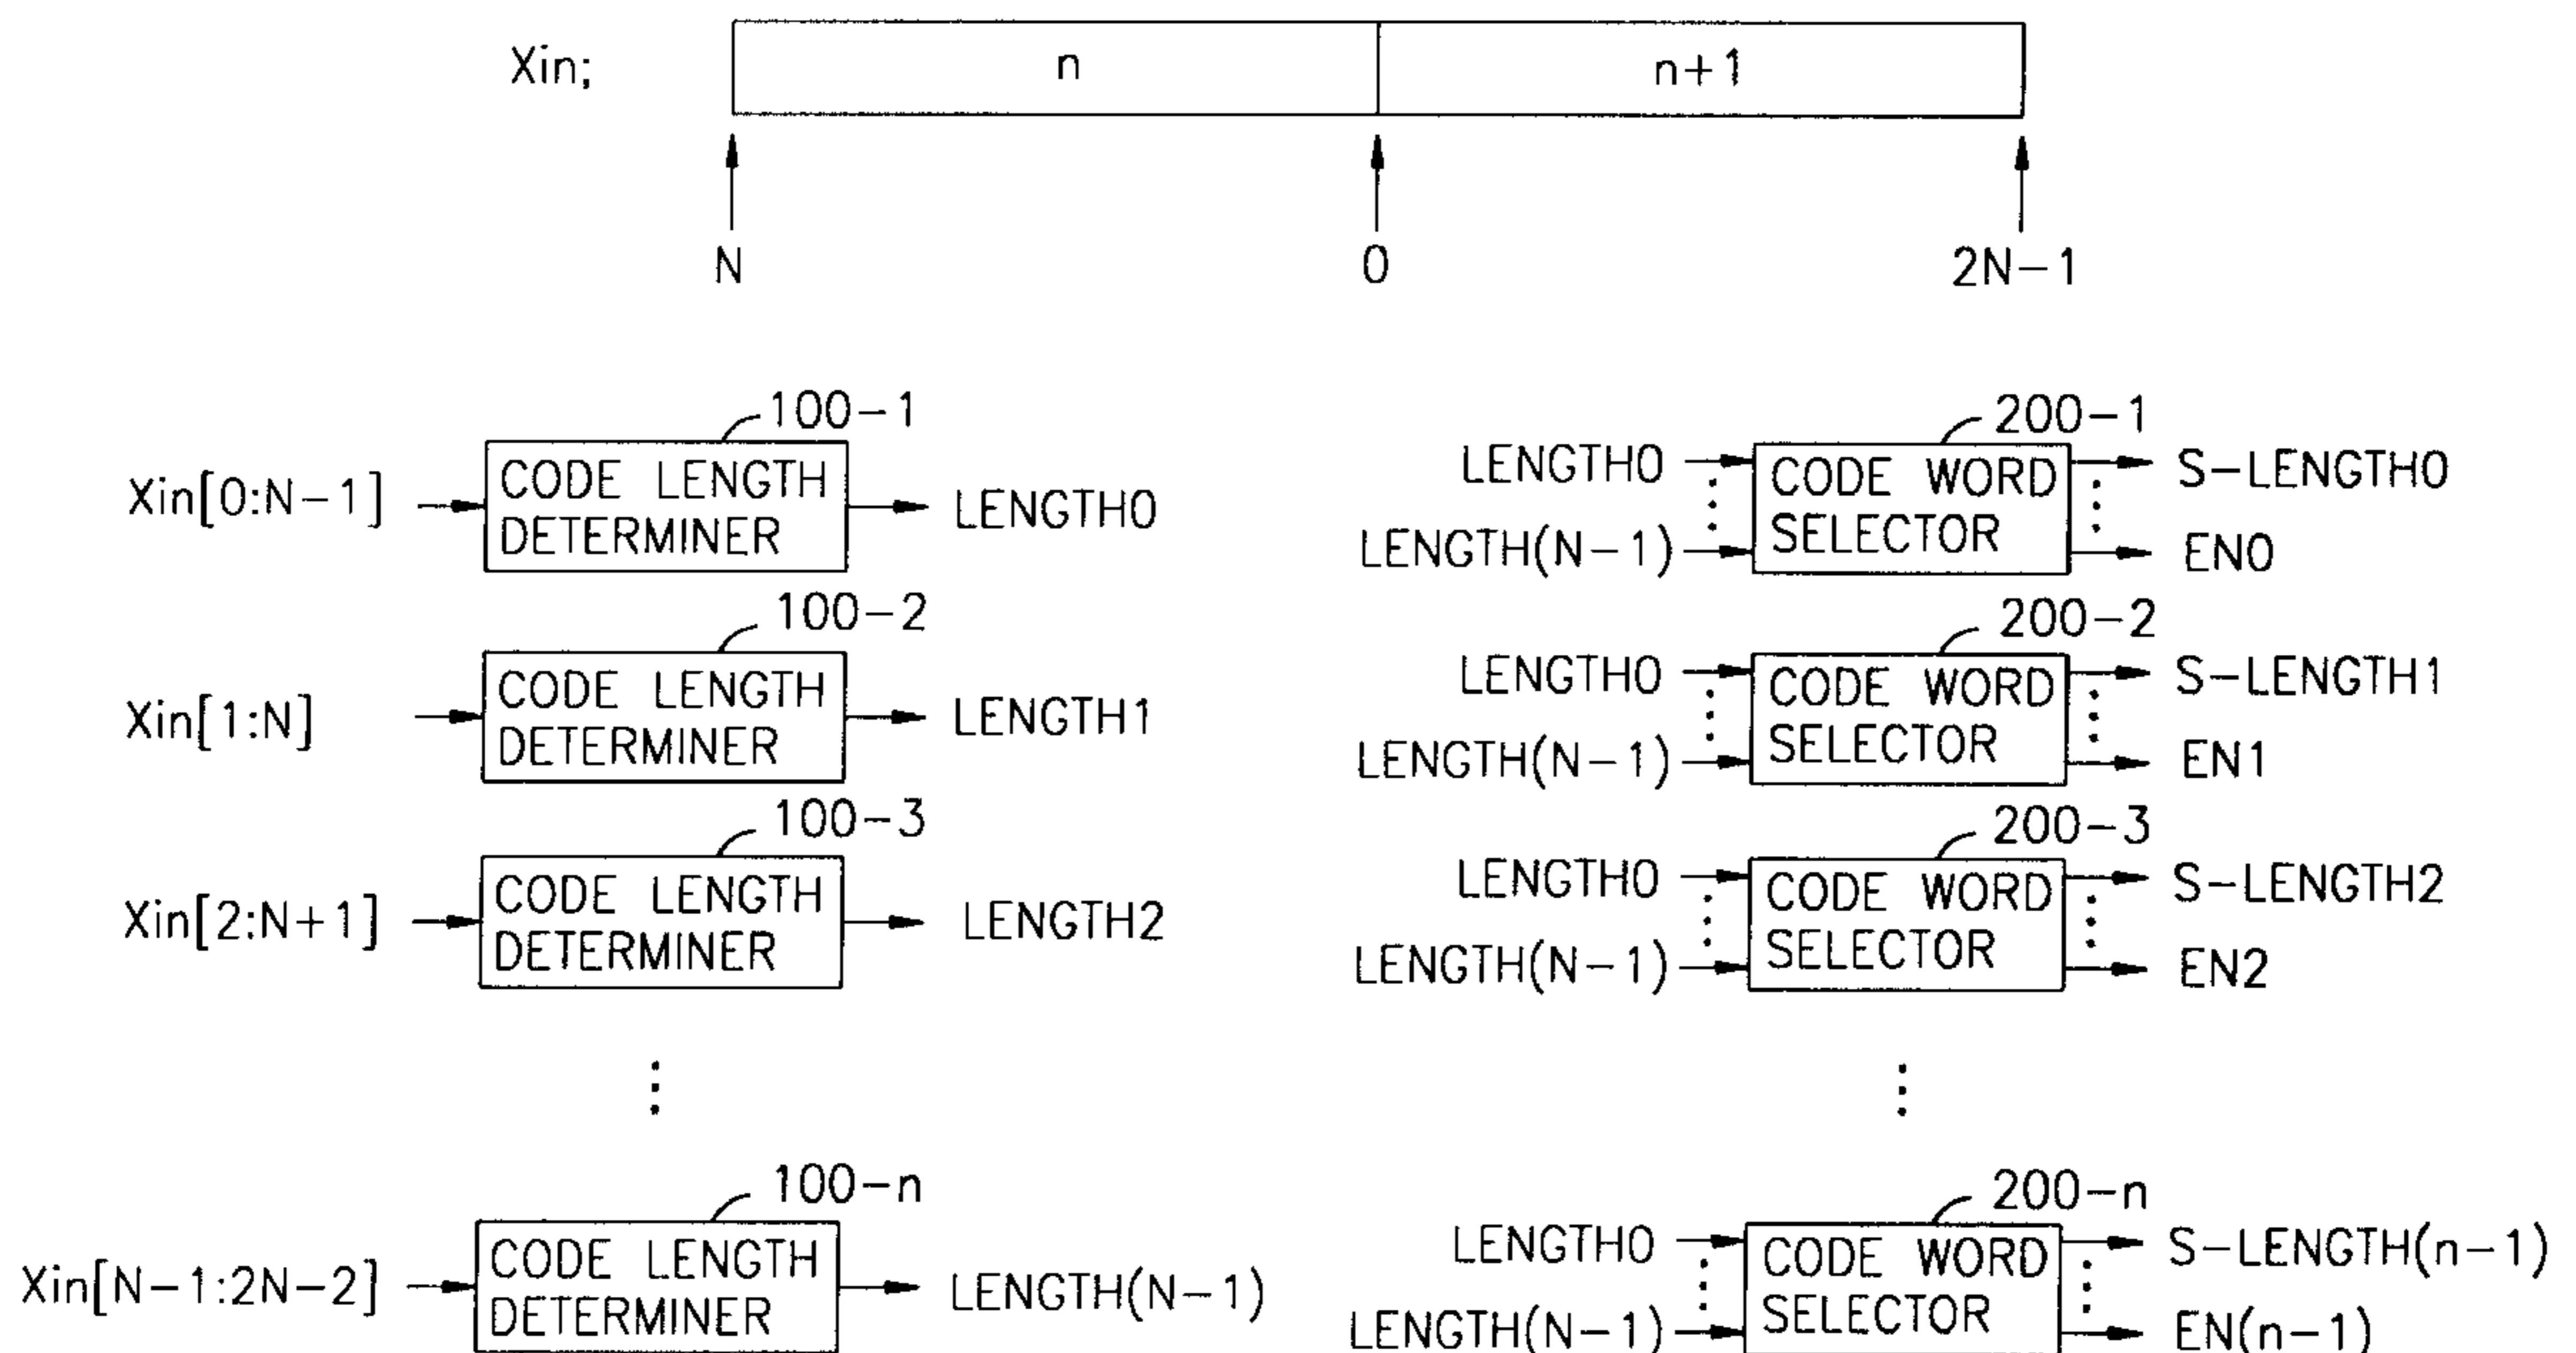 Xin; n n+1
N 0 2N-1
100-1
Xin[0:N-1] CODE LENGTH DETERMINER LENGTH0
100-2
Xin[1:N] CODE LENGTH DETERMINER LENGTH1
100-3
Xin[2:N+1] CODE LENGTH DETERMINER LENGTH2
100-n
Xin[N-1:2N-2] CODE LENGTH DETERMINER LENGTH(N-1)
200-1
LENGTH0 CODE WORD S-LENGTH0
LENGTH(N-1) SELECTOR EN0
200-2
LENGTH0 CODE WORD S-LENGTH1
LENGTH(N-1) SELECTOR EN1
200-3
LENGTH0 CODE WORD S-LENGTH2
LENGTH(N-1) SELECTOR EN2
200-n
LENGTH0 CODE WORD S-LENGTH(n-1)
LENGTH(N-1) SELECTOR EN(n-1)